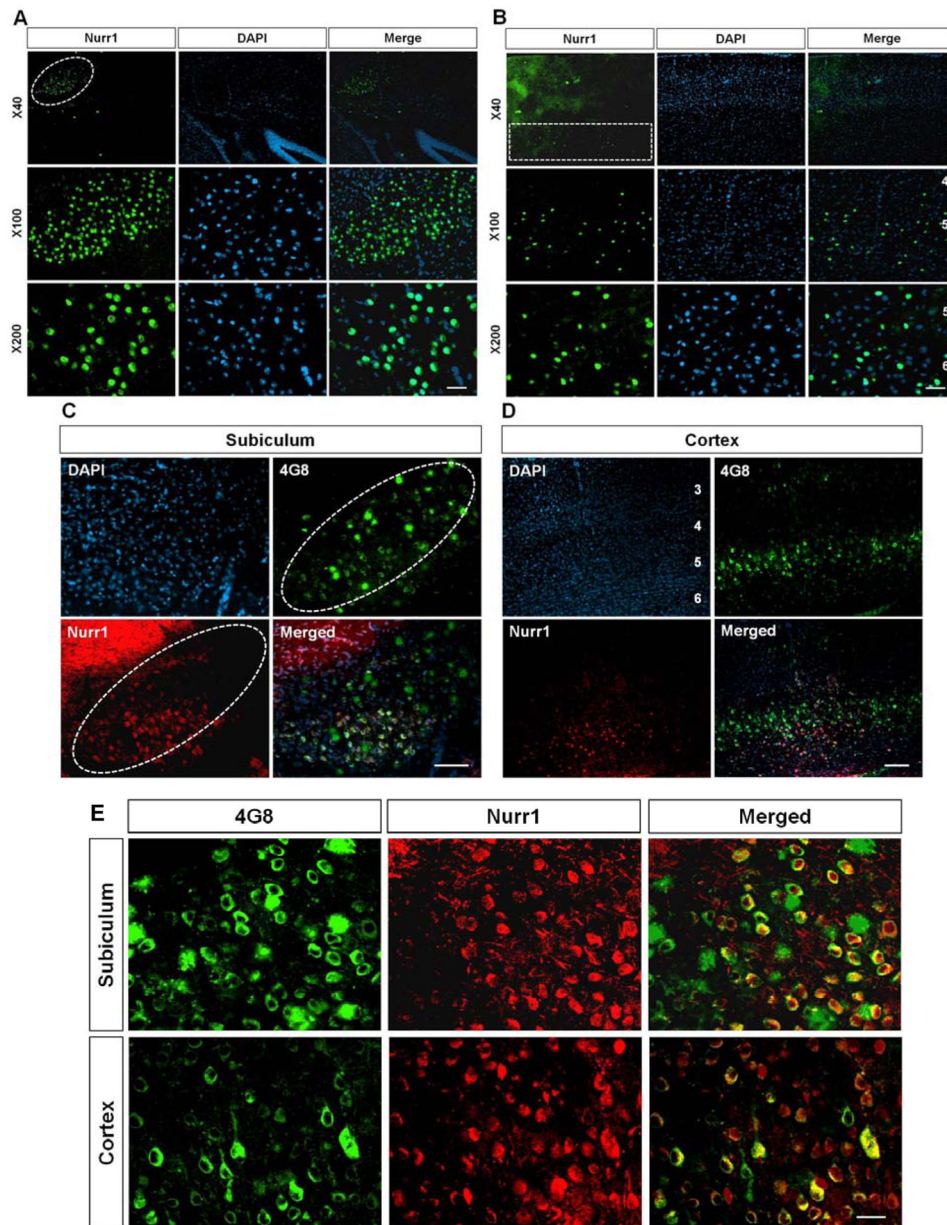 A
Nurr1 DAPI Merge
X40
X100
X200
B
Nurr1 DAPI Merge
X40
X100
X200
4
5
5
6
C
Subiculum
DAPI 4G8
Nurr1 Merged
D
Cortex
DAPI 4G8
3
4
5
6
Nurr1 Merged
E
4G8 Nurr1 Merged
Subiculum
Cortex